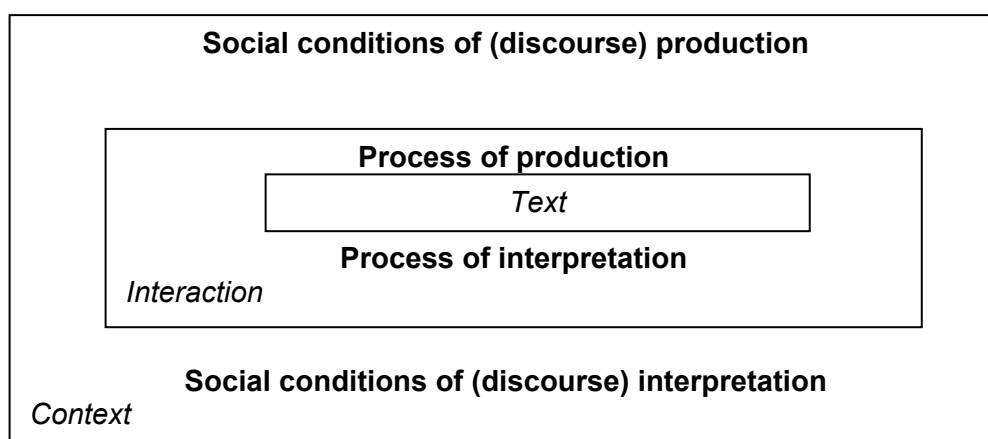 Social conditions of (discourse) production
Process of production
Text
Process of interpretation
Interaction
Social conditions of (discourse) interpretation
Context